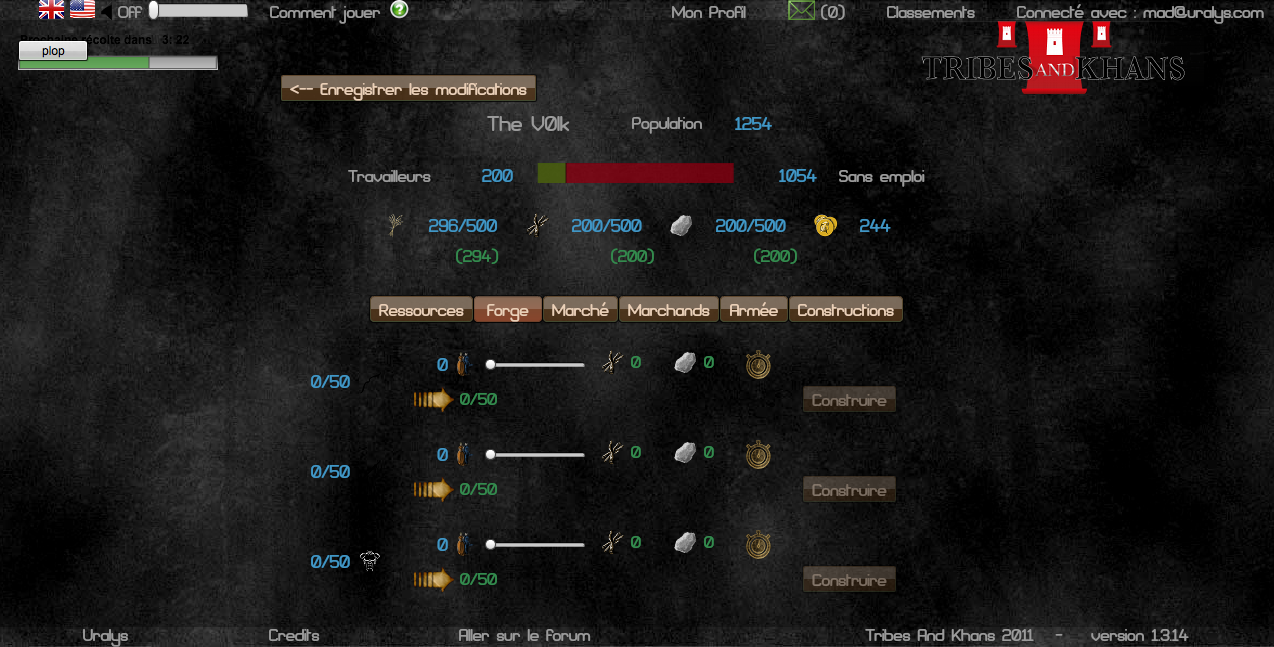 Off Comment jouer Mon Profil (0) Classements Connecté avec : mad@uralys.com
Prochaine récolte dans 3: 22
plop
TRIBES AND KHANS
<-- Enregistrer les modifications
The V0lk Population 1254
Travailleurs 200 1054 Sans emploi
296/500 200/500 200/500 244
(294) (200) (200)
Ressources Forge Marché Marchands Armée Constructions
0 0 0
0/50
0/50 Construire
0 0 0
0/50
0/50 Construire
0 0 0
0/50
0/50 Construire
Uralys Credits Aller sur le forum Tribes And Khans 2011 - version 1.3.14